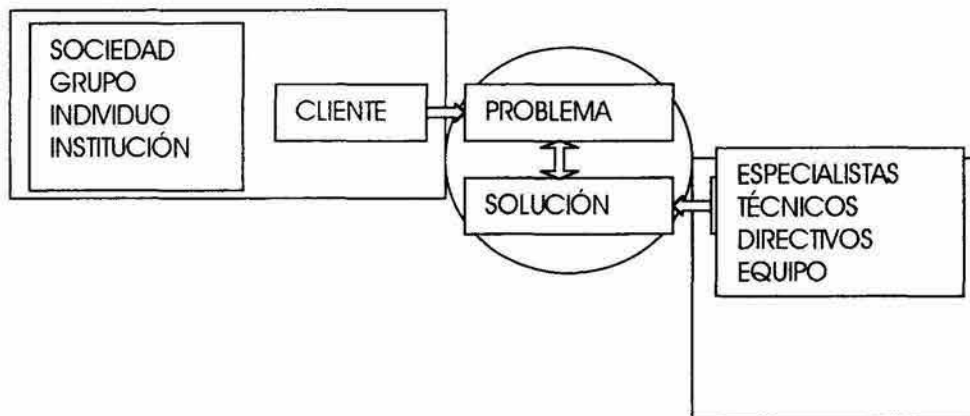 SOCIEDAD
GRUPO
INDIVIDUO
INSTITUCIÓN
CLIENTE
PROBLEMA
SOLUCIÓN
ESPECIALISTAS
TÉCNICOS
DIRECTIVOS
EQUIPO